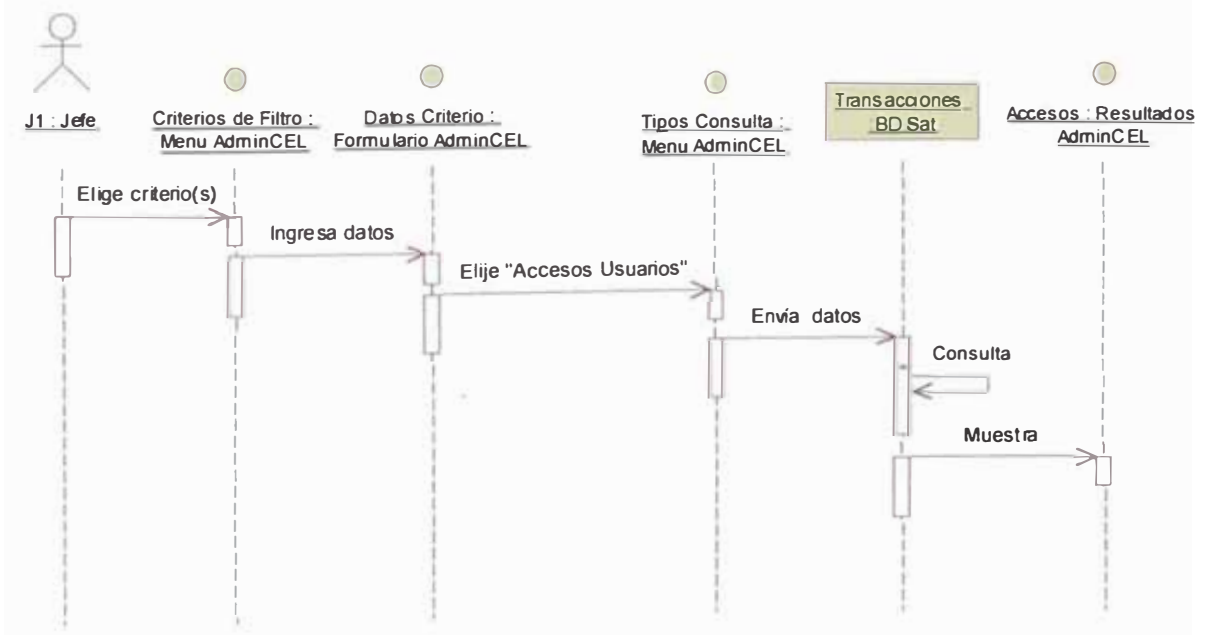 J1 : Jefe
Criterios de Filtro :
Menu AdminCEL
Datos Criterio :
Formulario AdminCEL
Tipos Consulta :
Menu AdminCEL
Transacciones
:BD Sat
Accesos : Resultados
AdminCEL
Elige criterio(s)
Ingresa datos
Elije "Accesos Usuarios"
Envía datos
Consulta
Muestra